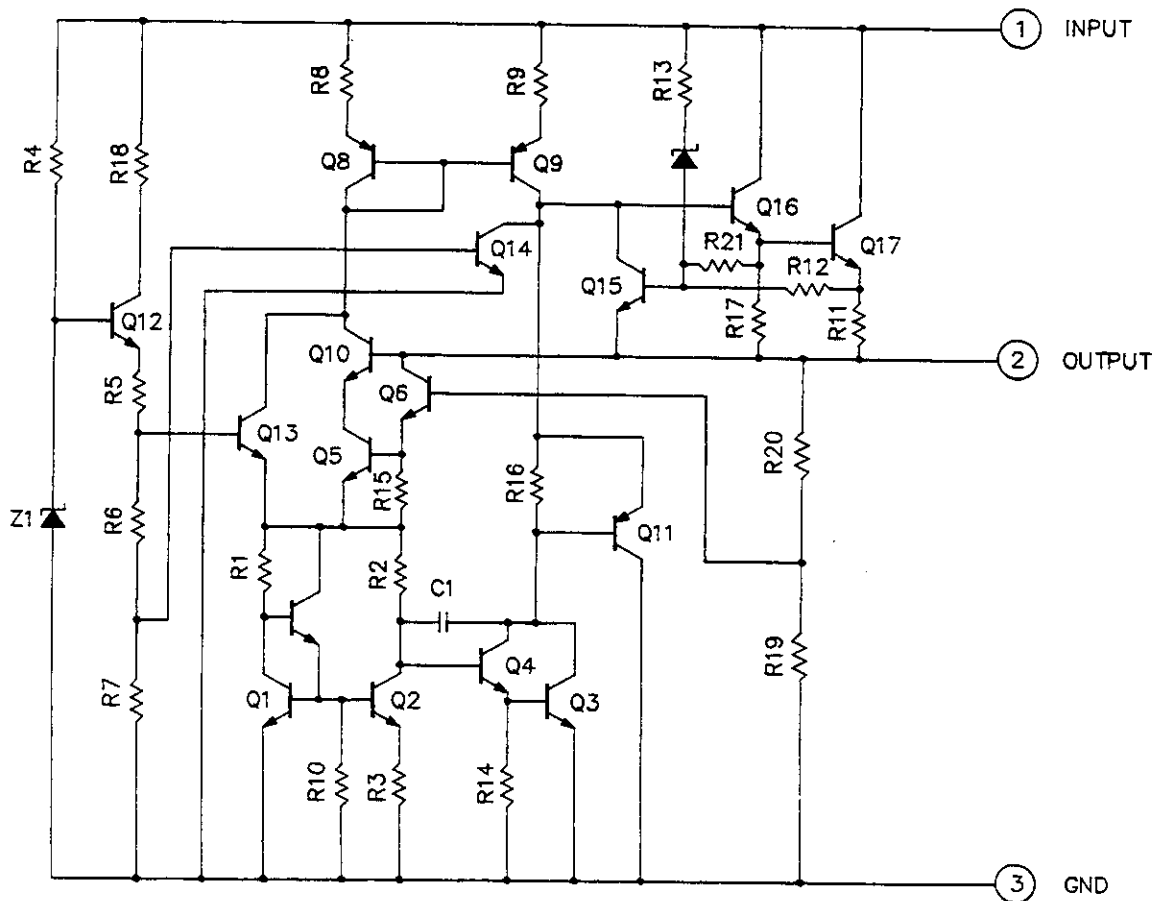 1 INPUT
R8
R9
R13
R4
R18
Q8
Q9
Q16
Q14
R21
Q17
R12
Q15
R17
R11
Q12
Q10
2 OUTPUT
R5
Q6
Q13
Q5
R20
R15
R16
Z1
R6
Q11
R1
R2
C1
R19
Q4
R7
Q1
Q2
Q3
R10
R3
R14
3 GND